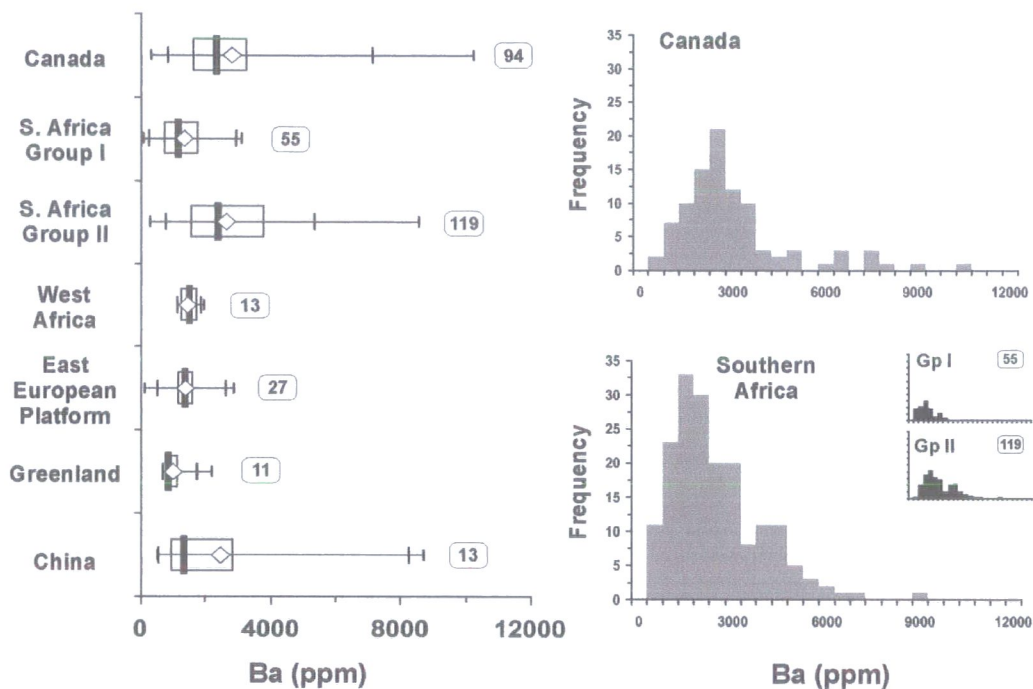 Canada
94
S. Africa
Group I
55
S. Africa
Group II
119
West
Africa
13
East
European
Platform
27
Greenland
11
China
13
0 4000 8000 12000
Ba (ppm)
Canada
Frequency
35
30
25
20
15
10
5
0
0 3000 6000 9000 12000
Southern
Africa
Frequency
35
30
25
20
15
10
5
0
0 3000 6000 9000 12000
Gp I
55
Gp II
119
Ba (ppm)